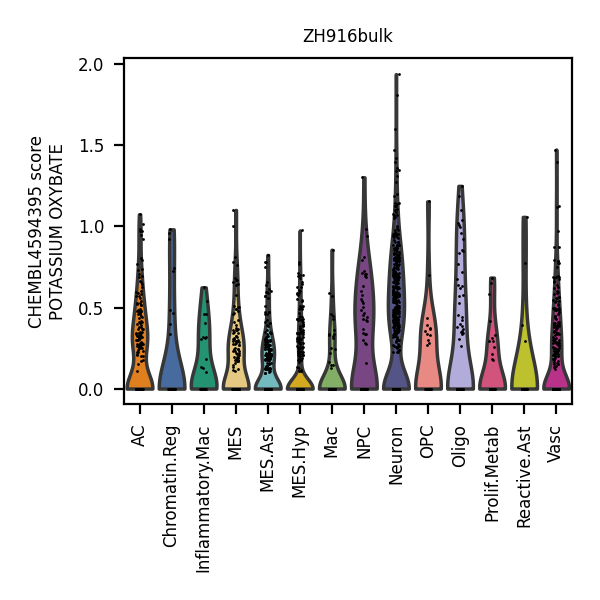 ZH916bulk
CHEMBL4594395 score
POTASSIUM OXYBATE
2.0
1.5
1.0
0.5
0.0
AC
Chromatin.Reg
Inflammatory.Mac
MES
MES.Ast
MES.Hyp
Mac
NPC
Neuron
OPC
Oligo
Prolif.Metab
Reactive.Ast
Vasc